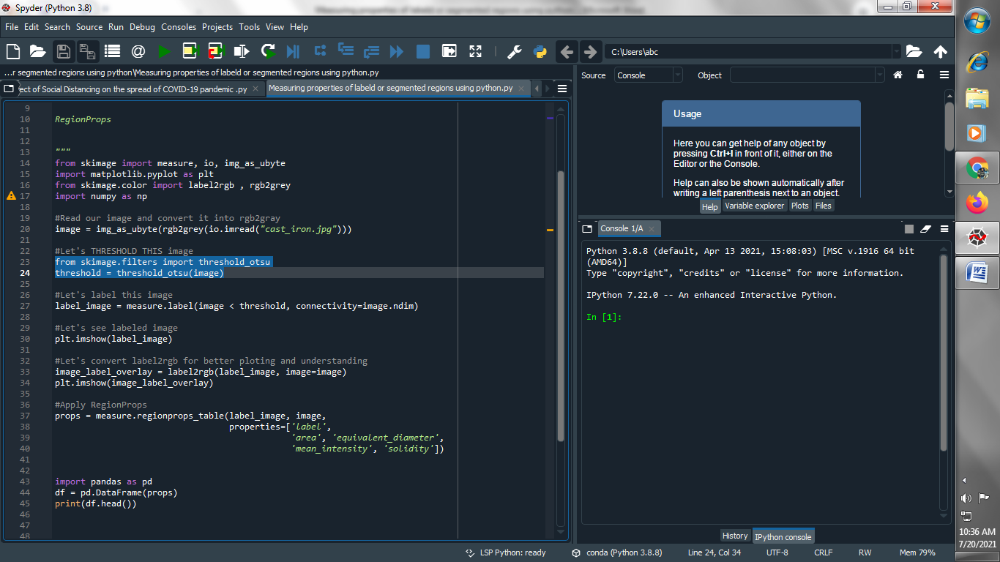 Spyder (Python 3.8)
File Edit Search Source Run Debug Consoles Projects Tools View Help
C:\Users\abc
...r segmented regions using python\Measuring properties of labeld or segmented regions using python.py
ect of Social Distancing on the spread of COVID-19 pandemic .py
Measuring properties of labeld or segmented regions using python.py
9
10 RegionProps
11
12
13 """
14 from skimage import measure, io, img_as_ubyte
15 import matplotlib.pyplot as plt
16 from skimage.color import label2rgb , rgb2grey
17 import numpy as np
18
19 #Read our image and convert it into rgb2gray
20 image = img_as_ubyte(rgb2grey(io.imread("cast_iron.jpg")))
21
22 #Let's THRESHOLD THIS image
23 from skimage.filters import threshold_otsu
24 threshold = threshold_otsu(image)
25
26 #Let's label this image
27 label_image = measure.label(image < threshold, connectivity=image.ndim)
28
29 #Let's see labeled image
30 plt.imshow(label_image)
31
32 #Let's convert label2rgb for better ploting and understanding
33 image_label_overlay = label2rgb(label_image, image=image)
34 plt.imshow(image_label_overlay)
35
36 #Apply RegionProps
37 props = measure.regionprops_table(label_image, image,
38 properties=['label',
39 'area', 'equivalent_diameter',
40 'mean_intensity', 'solidity'])
41
42
43 import pandas as pd
44 df = pd.DataFrame(props)
45 print(df.head())
46
47
48
Source Console Object
Usage
Here you can get help of any object by
pressing Ctrl+I in front of it, either on the
Editor or the Console.
Help can also be shown automatically after
writing a left parenthesis next to an object.
Help Variable explorer Plots Files
Console 1/A
Python 3.8.8 (default, Apr 13 2021, 15:08:03) [MSC v.1916 64 bit
(AMD64)]
Type "copyright", "credits" or "license" for more information.
IPython 7.22.0 -- An enhanced Interactive Python.
In [1]:
History IPython console
LSP Python: ready conda (Python 3.8.8) Line 24, Col 34 UTF-8 CRLF RW Mem 79%
10:36 AM
7/20/2021